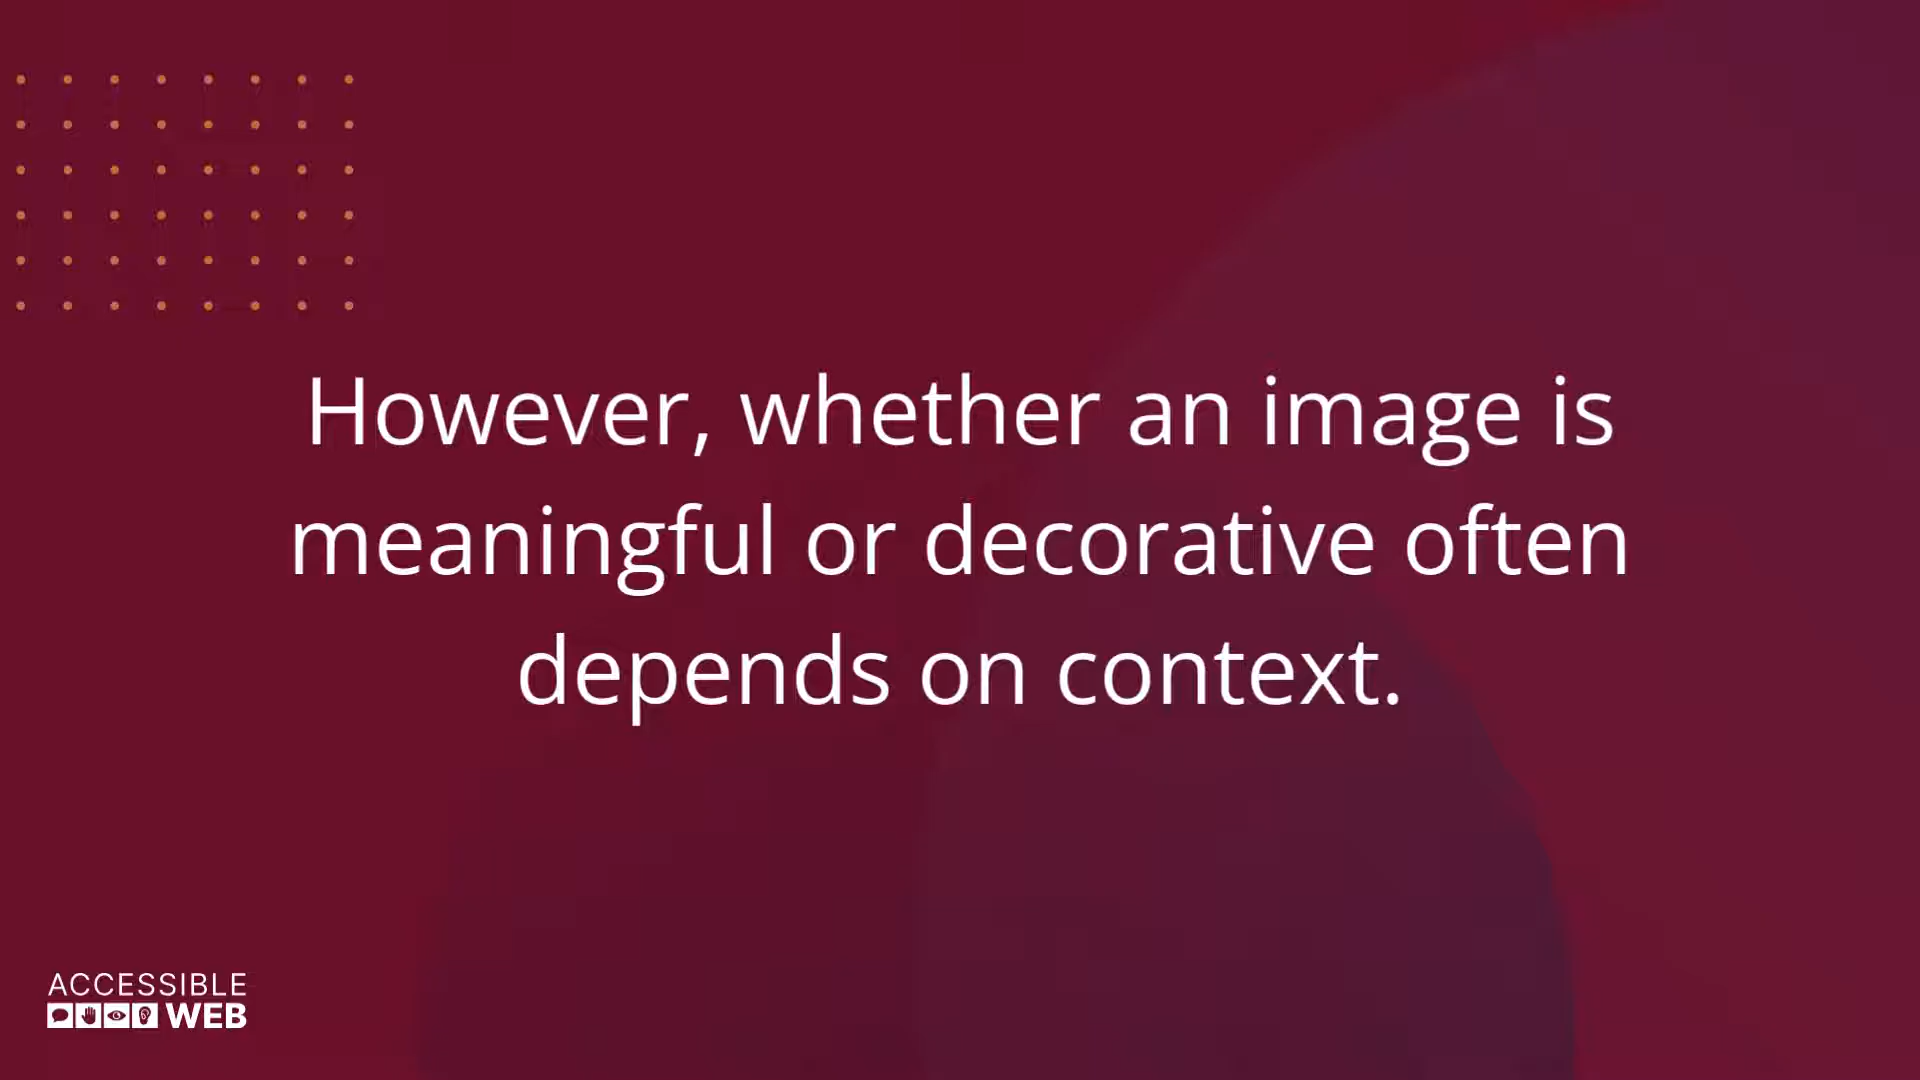 However, whether an image is
meaningful or decorative often
depends on context.
ACCESSIBLE
WEB